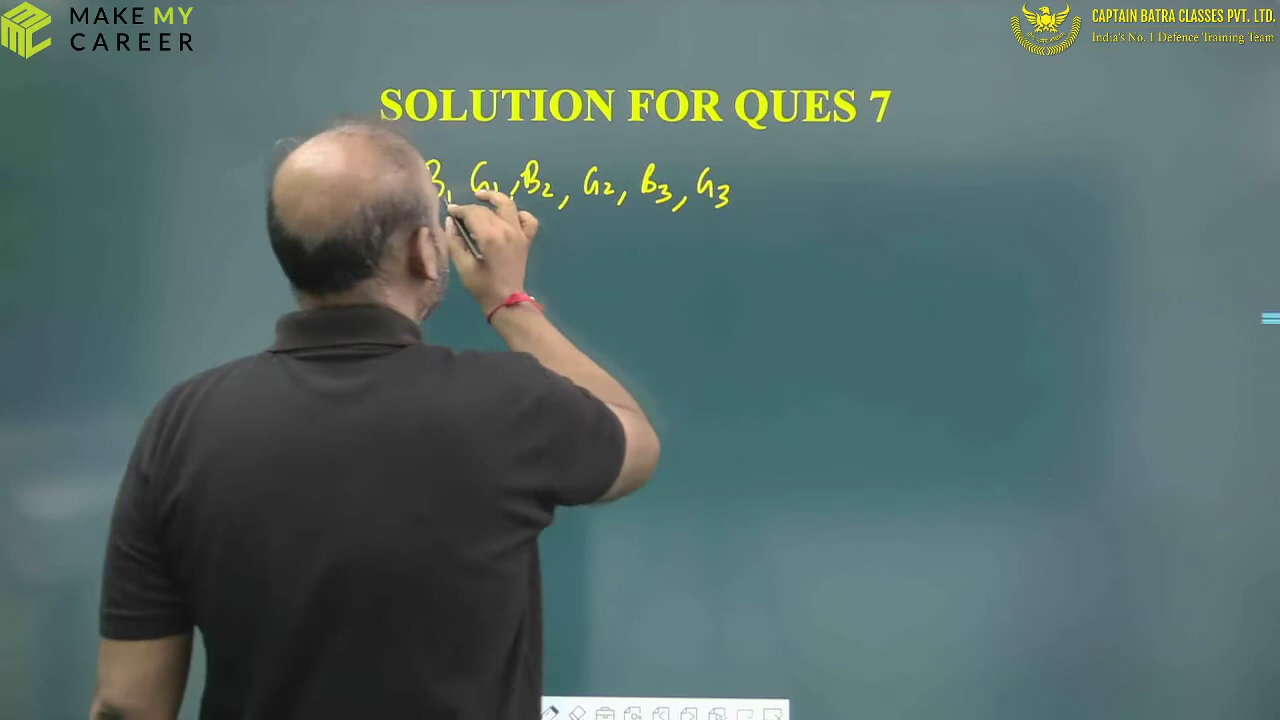 MAKE MY
CAREER
CAPTAIN BATRA CLASSES PVT. LTD.
India's No. 1 Defence Training Team
SOLUTION FOR QUES 7
B, G1, B2, G2, B3, G3